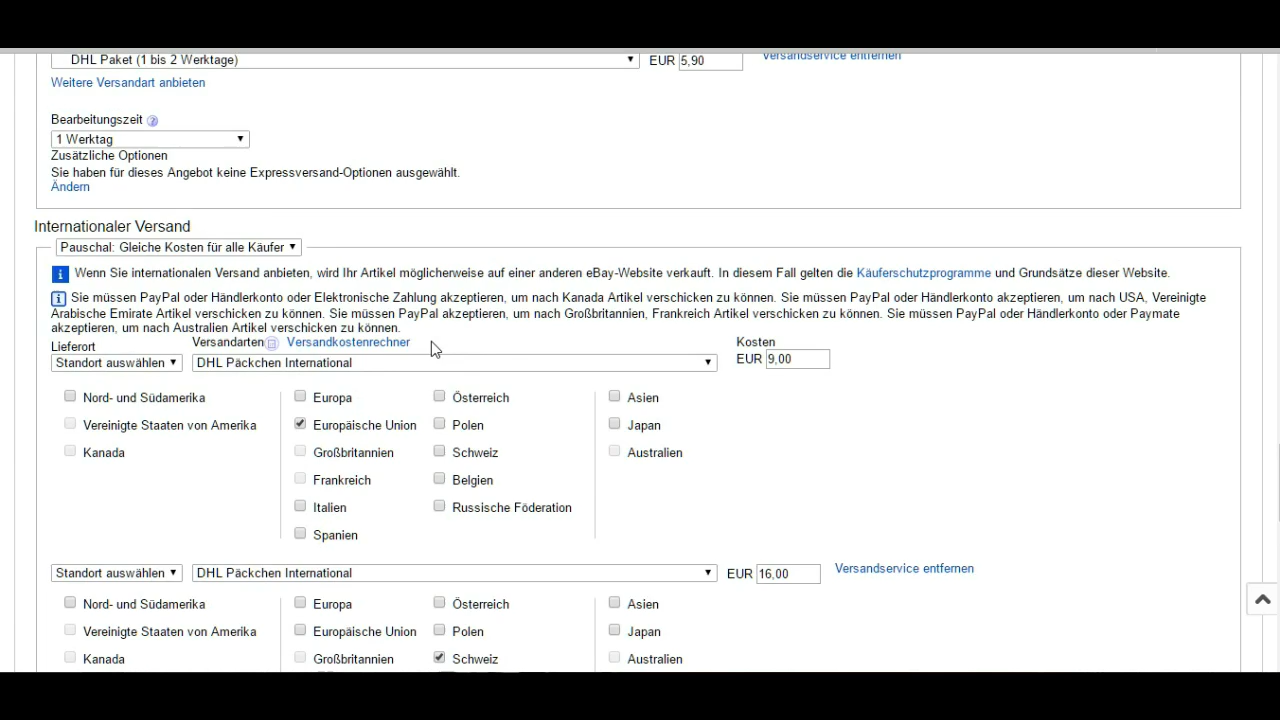 DHL Paket (1 bis 2 Werktage) EUR 5,90 Versandservice entfernen
Weitere Versandart anbieten
Bearbeitungszeit
1 Werktag
Zusätzliche Optionen
Sie haben für dieses Angebot keine Expressversand-Optionen ausgewählt.
Ändern
Internationaler Versand
Pauschal: Gleiche Kosten für alle Käufer
Wenn Sie internationalen Versand anbieten, wird Ihr Artikel möglicherweise auf einer anderen eBay-Website verkauft. In diesem Fall gelten die Käuferschutzprogramme und Grundsätze dieser Website.
Sie müssen PayPal oder Händlerkonto oder Elektronische Zahlung akzeptieren, um nach Kanada Artikel verschicken zu können. Sie müssen PayPal oder Händlerkonto akzeptieren, um nach USA, Vereinigte
Arabische Emirate Artikel verschicken zu können. Sie müssen PayPal akzeptieren, um nach Großbritannien, Frankreich Artikel verschicken zu können. Sie müssen PayPal oder Händlerkonto oder Paymate
akzeptieren, um nach Australien Artikel verschicken zu können.
Lieferort Versandarten Versandkostenrechner Kosten
Standort auswählen DHL Päckchen International EUR 9,00
Nord- und Südamerika Europa Österreich Asien
Vereinigte Staaten von Amerika Europäische Union Polen Japan
Kanada Großbritannien Schweiz Australien
Frankreich Belgien
Italien Russische Föderation
Spanien
Standort auswählen DHL Päckchen International EUR 16,00 Versandservice entfernen
Nord- und Südamerika Europa Österreich Asien
Vereinigte Staaten von Amerika Europäische Union Polen Japan
Kanada Großbritannien Schweiz Australien